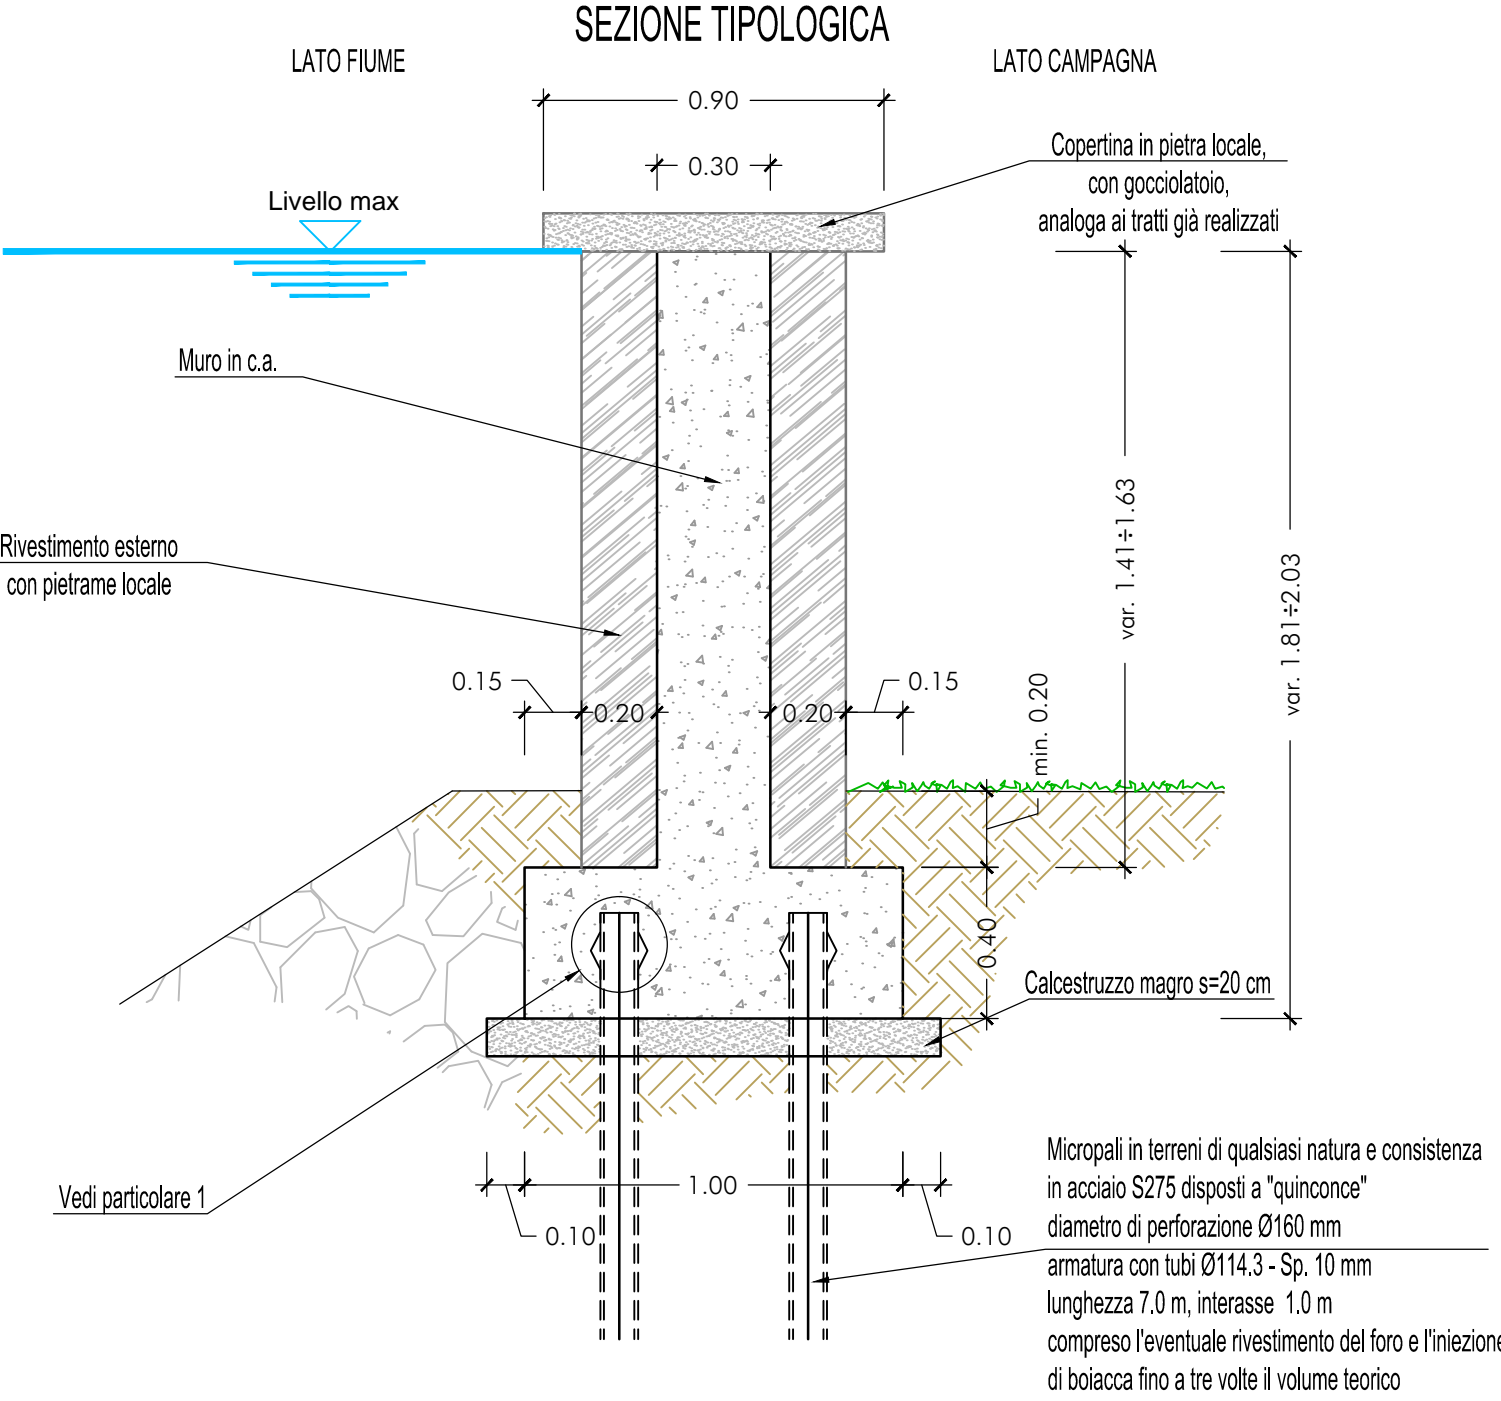 SEZIONE TIPOLOGICA
LATO FIUME
LATO CAMPAGNA
0.90
0.30
Copertina in pietra locale,
con gocciolatoio,
analoga ai tratti già realizzati
Livello max
Muro in c.a.
Rivestimento esterno
con pietrame locale
var. 1.41÷1.63
var. 1.81÷2.03
0.15
0.20
0.20
0.15
min. 0.20
0.40
Calcestruzzo magro s=20 cm
Vedi particolare 1
1.00
0.10
0.10
Micropali in terreni di qualsiasi natura e consistenza
in acciaio S275 disposti a "quinconce"
diametro di perforazione Ø160 mm
armatura con tubi Ø114.3 - Sp. 10 mm
lunghezza 7.0 m, interasse 1.0 m
compreso l'eventuale rivestimento del foro e l'iniezione
di boiacca fino a tre volte il volume teorico